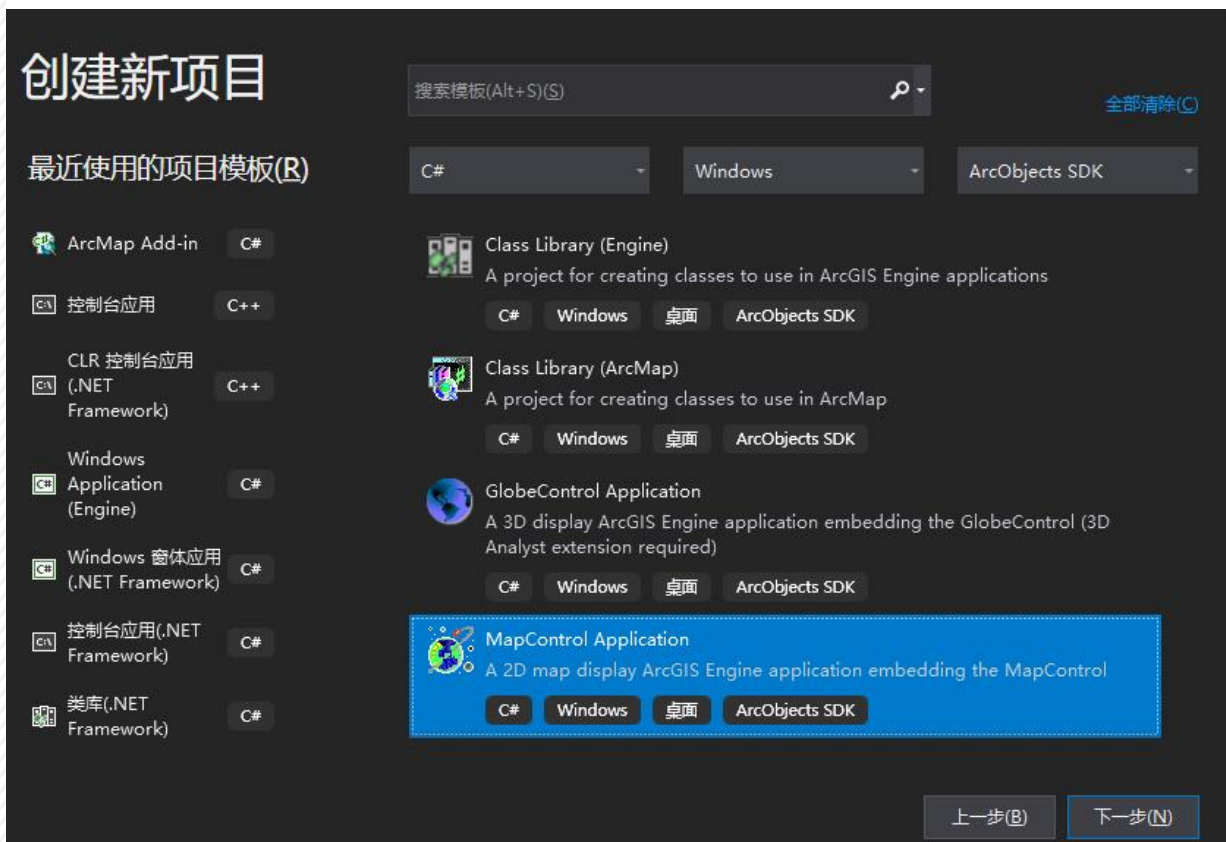 创建新项目
搜索模板(Alt+S)(S)
全部清除(C)
最近使用的项目模板(R)
C#
Windows
ArcObjects SDK
ArcMap Add-in
C#
控制台应用
C++
CLR 控制台应用
(.NET
Framework)
C++
Windows
Application
(Engine)
C#
Windows 窗体应用
(.NET Framework)
C#
控制台应用(.NET
Framework)
C#
类库(.NET
Framework)
C#
Class Library (Engine)
A project for creating classes to use in ArcGIS Engine applications
C# Windows 桌面 ArcObjects SDK
Class Library (ArcMap)
A project for creating classes to use in ArcMap
C# Windows 桌面 ArcObjects SDK
GlobeControl Application
A 3D display ArcGIS Engine application embedding the GlobeControl (3D
Analyst extension required)
C# Windows 桌面 ArcObjects SDK
MapControl Application
A 2D map display ArcGIS Engine application embedding the MapControl
C# Windows 桌面 ArcObjects SDK
上一步(B)
下一步(N)